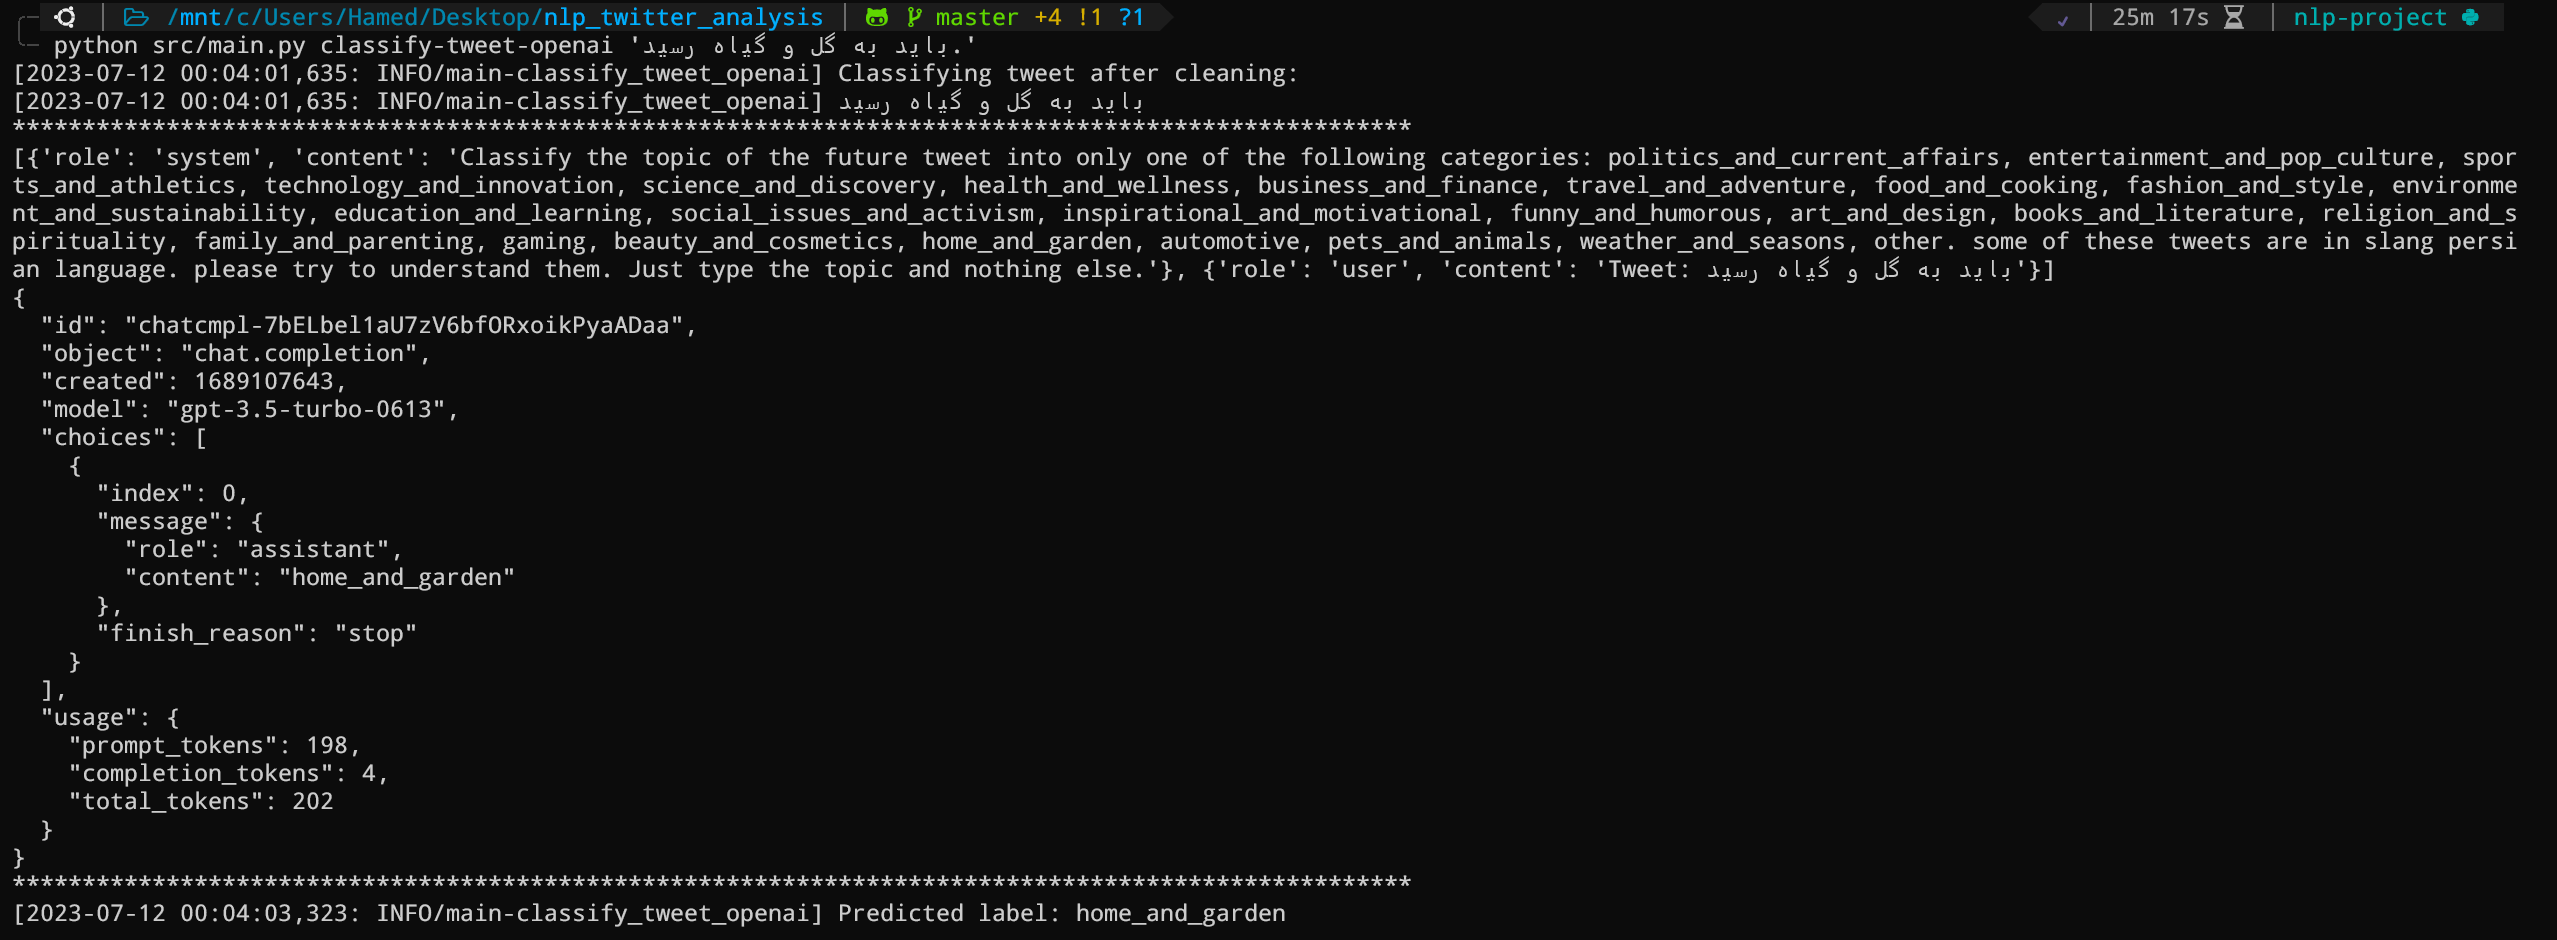 /mnt/c/Users/Hamed/Desktop/nlp_twitter_analysis master +4 !1 ?1 25m 17s nlp-project
python src/main.py classify-tweet-openai 'باید به گل و گیاه رسید.'
[2023-07-12 00:04:01,635: INFO/main-classify_tweet_openai] Classifying tweet after cleaning:
[2023-07-12 00:04:01,635: INFO/main-classify_tweet_openai] باید به گل و گیاه رسید
****************************************************************************************************
[{'role': 'system', 'content': 'Classify the topic of the future tweet into only one of the following categories: politics_and_current_affairs, entertainment_and_pop_culture, spor
ts_and_athletics, technology_and_innovation, science_and_discovery, health_and_wellness, business_and_finance, travel_and_adventure, food_and_cooking, fashion_and_style, environme
nt_and_sustainability, education_and_learning, social_issues_and_activism, inspirational_and_motivational, funny_and_humorous, art_and_design, books_and_literature, religion_and_s
pirituality, family_and_parenting, gaming, beauty_and_cosmetics, home_and_garden, automotive, pets_and_animals, weather_and_seasons, other. some of these tweets are in slang persi
an language. please try to understand them. Just type the topic and nothing else.'}, {'role': 'user', 'content': 'Tweet: باید به گل و گیاه رسید'}]
{
"id": "chatcmpl-7bELbel1aU7zV6bfORxoikPyaADaa",
"object": "chat.completion",
"created": 1689107643,
"model": "gpt-3.5-turbo-0613",
"choices": [
{
"index": 0,
"message": {
"role": "assistant",
"content": "home_and_garden"
},
"finish_reason": "stop"
}
],
"usage": {
"prompt_tokens": 198,
"completion_tokens": 4,
"total_tokens": 202
}
}
****************************************************************************************************
[2023-07-12 00:04:03,323: INFO/main-classify_tweet_openai] Predicted label: home_and_garden